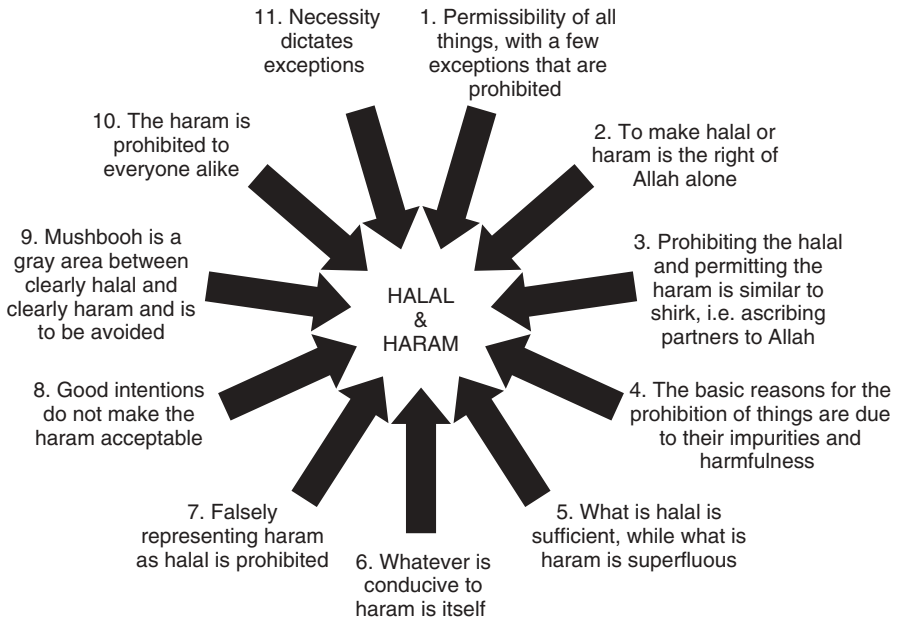 11. Necessity
dictates
exceptions
1. Permissibility of all
things, with a few
exceptions that are
prohibited
2. To make halal or
haram is the right of
Allah alone
3. Prohibiting the halal
and permitting the
haram is similar to
shirk, i.e. ascribing
partners to Allah
4. The basic reasons for the
prohibition of things are due
to their impurities and
harmfulness
5. What is halal is
sufficient, while what is
haram is superfluous
6. Whatever is
conducive to
haram is itself
7. Falsely
representing haram
as halal is prohibited
8. Good intentions
do not make the
haram acceptable
9. Mushbooh is a
gray area between
clearly halal and
clearly haram and is
to be avoided
10. The haram is
prohibited to
everyone alike
HALAL
&
HARAM